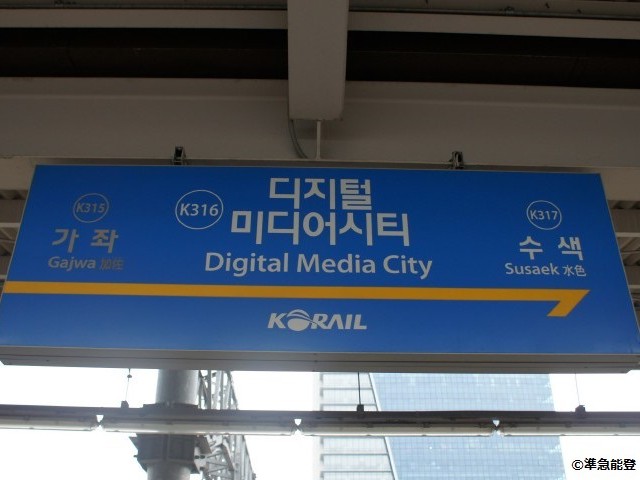 K315
가좌
Gajwa 加佐
K316
디지털
미디어시티
Digital Media City
K317
수색
Susaek 水色
KORAIL
©準急能登